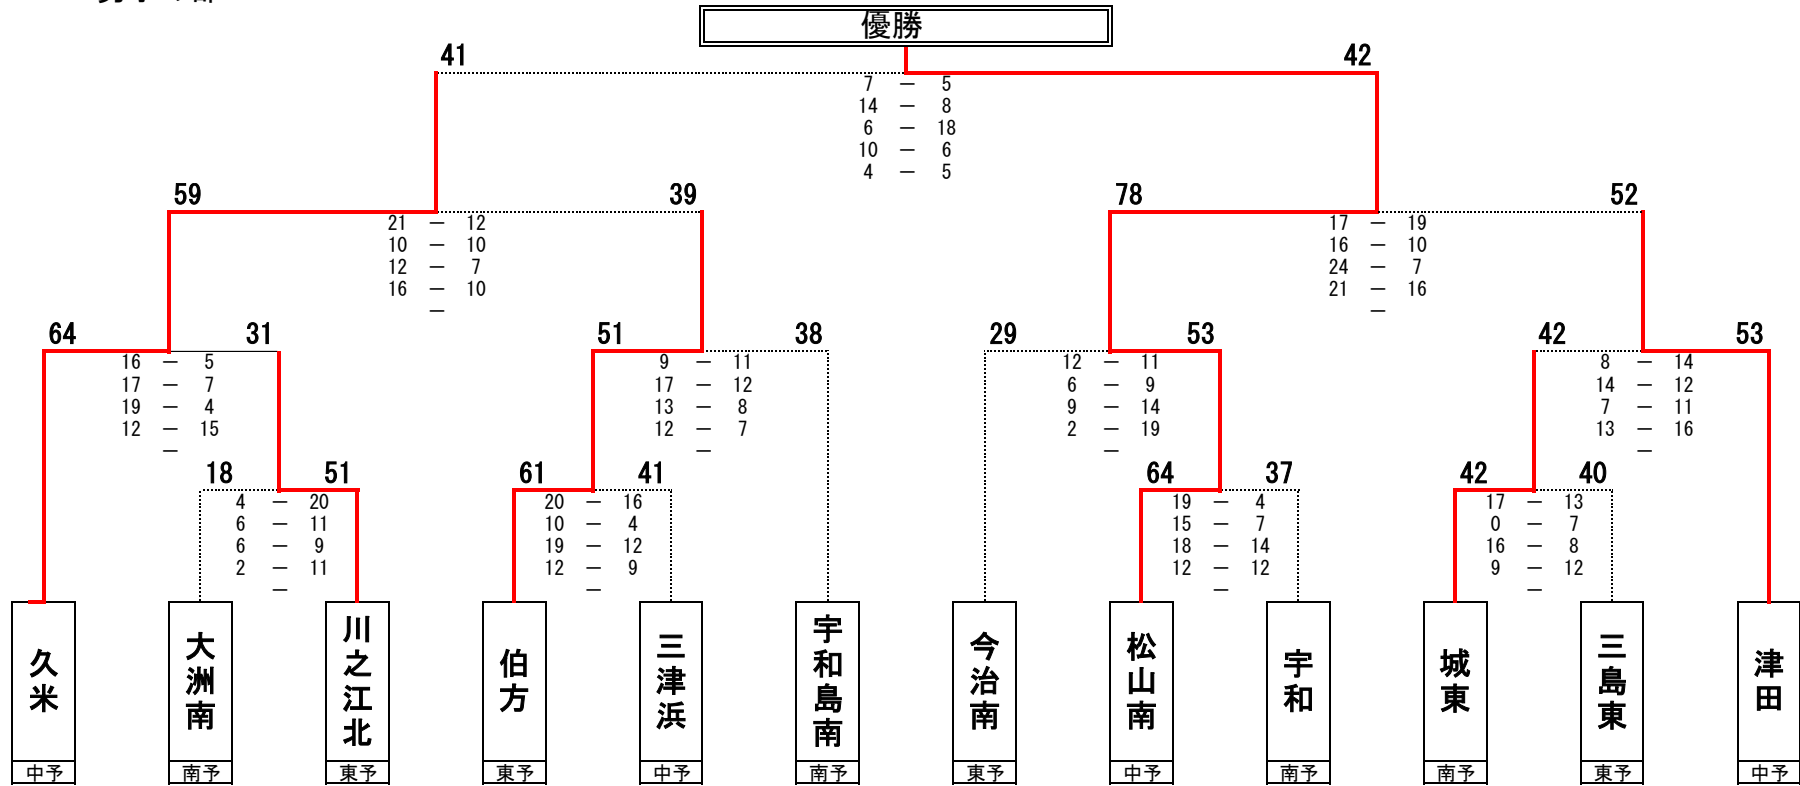 優勝
41 42
7 — 5
14 — 8
6 — 18
10 — 6
4 — 5
59 39 78 52
21 — 12 17 — 19
10 — 10 16 — 10
12 — 7 24 — 7
16 — 10 21 — 16
— —
64 31 51 38 29 53 42 53
16 — 5 9 — 11 12 — 11 8 — 14
17 — 7 17 — 12 6 — 9 14 — 12
19 — 4 13 — 8 9 — 14 7 — 11
12 — 15 12 — 7 2 — 19 13 — 16
— — — —
18 51 61 41 64 37 42 40
4 — 20 20 — 16 19 — 4 17 — 13
6 — 11 10 — 4 15 — 7 0 — 7
6 — 9 19 — 12 18 — 14 16 — 8
2 — 11 12 — 9 12 — 12 9 — 12
— — — —
久米 大洲南 川之江北 伯方 三津浜 宇和島南 今治南 松山南 宇和 城東 三島東 津田
中予 南予 東予 東予 中予 南予 東予 中予 南予 南予 東予 中予